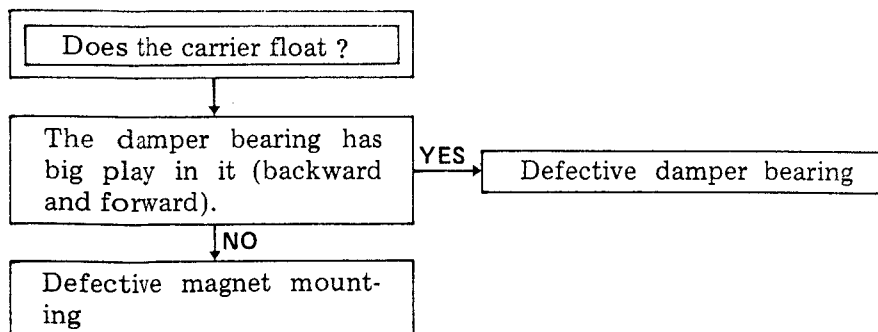 Does the carrier float ?
The damper bearing has
big play in it (backward
and forward).
YES
Defective damper bearing
NO
Defective magnet mount-
ing